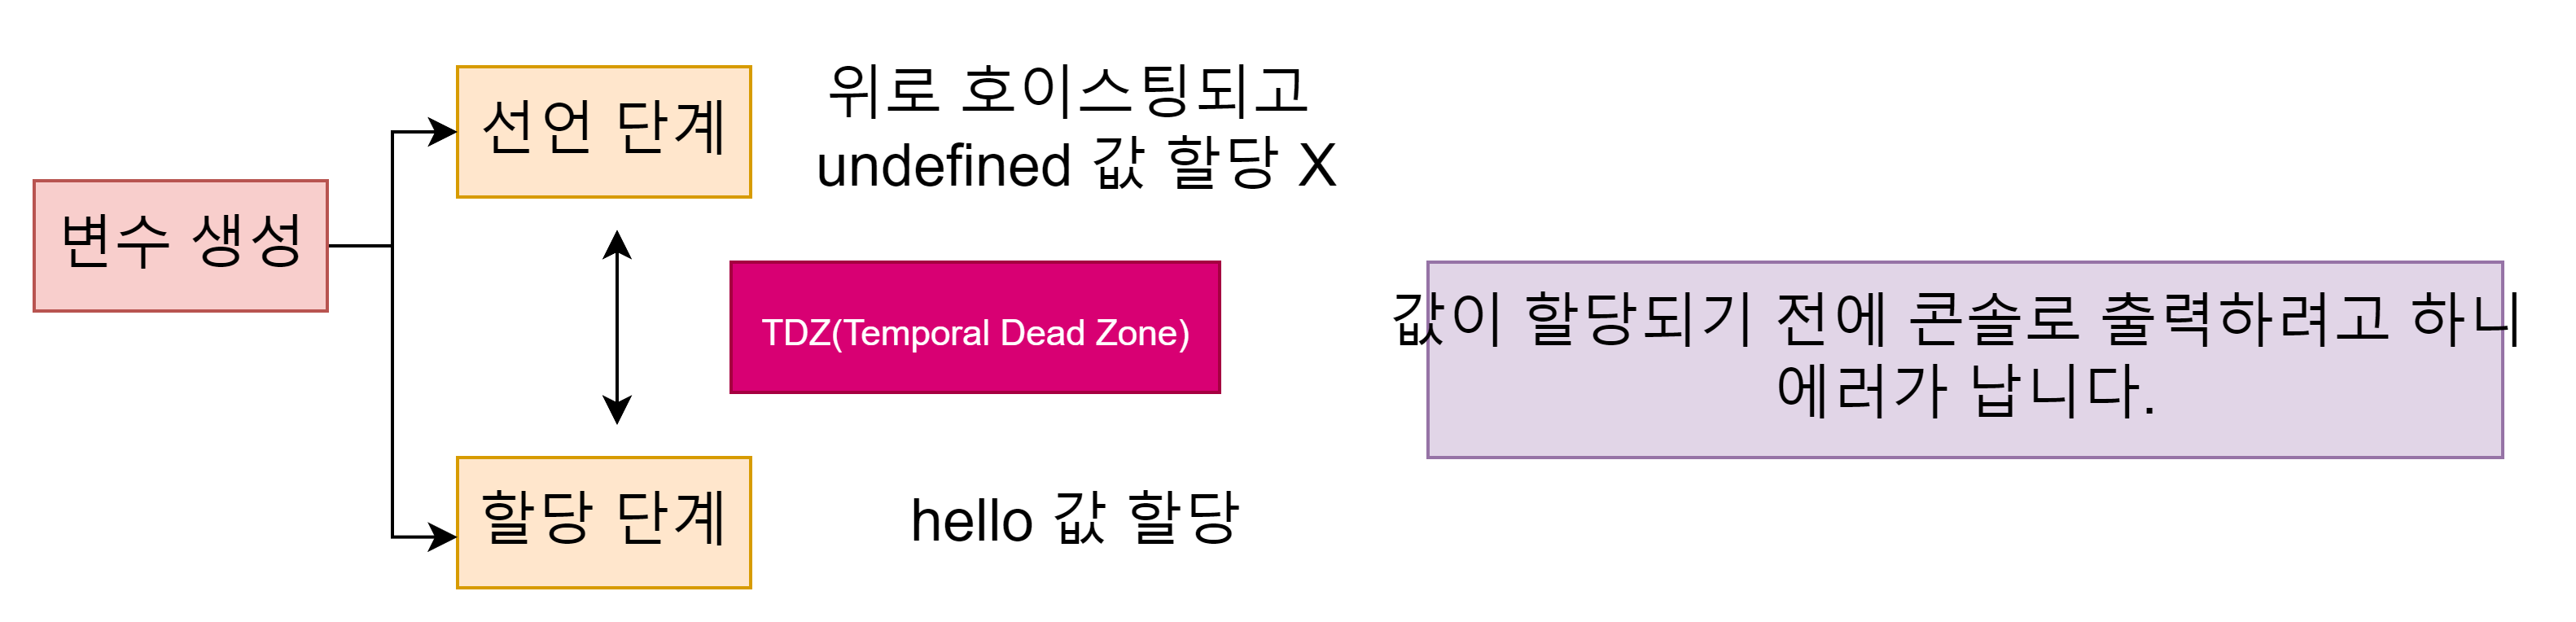 변수 생성
선언 단계
위로 호이스팅되고
undefined 값 할당 X
TDZ(Temporal Dead Zone)
값이 할당되기 전에 콘솔로 출력하려고 하니
에러가 납니다.
할당 단계
hello 값 할당